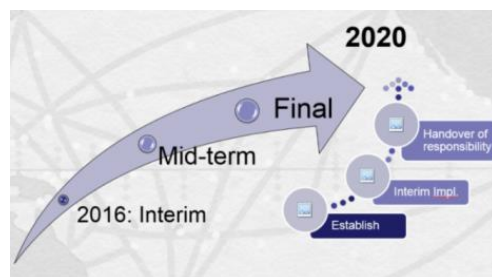 2020
Final
Mid-term
2016: Interim
Handover of
responsibility
Interim Impl.
Establish